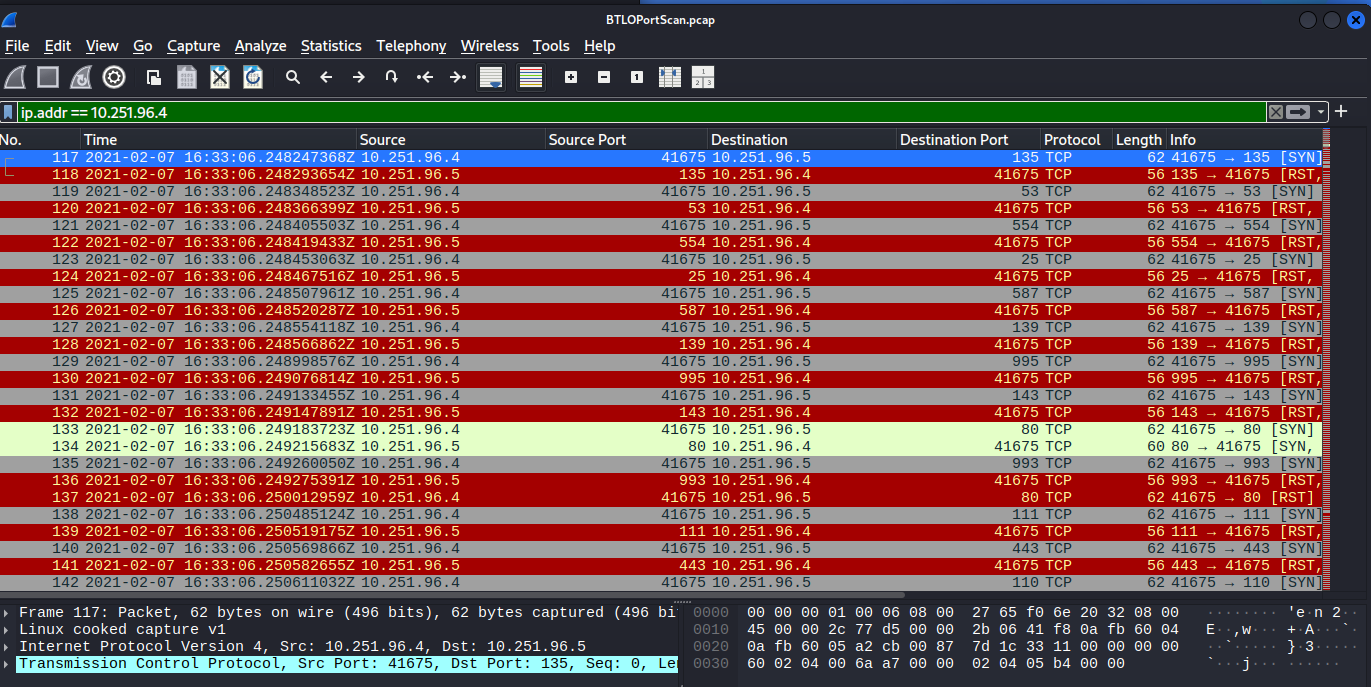 BTLOPortScan.pcap
File Edit View Go Capture Analyze Statistics Telephony Wireless Tools Help
ip.addr == 10.251.96.4
No. Time Source Source Port Destination Destination Port Protocol Length Info
117 2021-02-07 16:33:06.248247368Z 10.251.96.4 41675 10.251.96.5 135 TCP 62 41675 → 135 [SYN]
118 2021-02-07 16:33:06.248293654Z 10.251.96.5 135 10.251.96.4 41675 TCP 56 135 → 41675 [RST,
119 2021-02-07 16:33:06.248348523Z 10.251.96.4 41675 10.251.96.5 53 TCP 62 41675 → 53 [SYN]
120 2021-02-07 16:33:06.248366399Z 10.251.96.5 53 10.251.96.4 41675 TCP 56 53 → 41675 [RST,
121 2021-02-07 16:33:06.248405503Z 10.251.96.4 41675 10.251.96.5 554 TCP 62 41675 → 554 [SYN]
122 2021-02-07 16:33:06.248419433Z 10.251.96.5 554 10.251.96.4 41675 TCP 56 554 → 41675 [RST,
123 2021-02-07 16:33:06.248453063Z 10.251.96.4 41675 10.251.96.5 25 TCP 62 41675 → 25 [SYN]
124 2021-02-07 16:33:06.248467516Z 10.251.96.5 25 10.251.96.4 41675 TCP 56 25 → 41675 [RST,
125 2021-02-07 16:33:06.248507961Z 10.251.96.4 41675 10.251.96.5 587 TCP 62 41675 → 587 [SYN]
126 2021-02-07 16:33:06.248520287Z 10.251.96.5 587 10.251.96.4 41675 TCP 56 587 → 41675 [RST,
127 2021-02-07 16:33:06.248554118Z 10.251.96.4 41675 10.251.96.5 139 TCP 62 41675 → 139 [SYN]
128 2021-02-07 16:33:06.248566862Z 10.251.96.5 139 10.251.96.4 41675 TCP 56 139 → 41675 [RST,
129 2021-02-07 16:33:06.248998576Z 10.251.96.4 41675 10.251.96.5 995 TCP 62 41675 → 995 [SYN]
130 2021-02-07 16:33:06.249076814Z 10.251.96.5 995 10.251.96.4 41675 TCP 56 995 → 41675 [RST,
131 2021-02-07 16:33:06.249133455Z 10.251.96.4 41675 10.251.96.5 143 TCP 62 41675 → 143 [SYN]
132 2021-02-07 16:33:06.249147891Z 10.251.96.5 143 10.251.96.4 41675 TCP 56 143 → 41675 [RST,
133 2021-02-07 16:33:06.249183723Z 10.251.96.4 41675 10.251.96.5 80 TCP 62 41675 → 80 [SYN]
134 2021-02-07 16:33:06.249215683Z 10.251.96.5 80 10.251.96.4 41675 TCP 60 80 → 41675 [SYN,
135 2021-02-07 16:33:06.249260050Z 10.251.96.4 41675 10.251.96.5 993 TCP 62 41675 → 993 [SYN]
136 2021-02-07 16:33:06.249275391Z 10.251.96.5 993 10.251.96.4 41675 TCP 56 993 → 41675 [RST,
137 2021-02-07 16:33:06.250012959Z 10.251.96.4 41675 10.251.96.5 80 TCP 62 41675 → 80 [RST]
138 2021-02-07 16:33:06.250485124Z 10.251.96.4 41675 10.251.96.5 111 TCP 62 41675 → 111 [SYN]
139 2021-02-07 16:33:06.250519175Z 10.251.96.5 111 10.251.96.4 41675 TCP 56 111 → 41675 [RST,
140 2021-02-07 16:33:06.250569866Z 10.251.96.4 41675 10.251.96.5 443 TCP 62 41675 → 443 [SYN]
141 2021-02-07 16:33:06.250582655Z 10.251.96.5 443 10.251.96.4 41675 TCP 56 443 → 41675 [RST,
142 2021-02-07 16:33:06.250611032Z 10.251.96.4 41675 10.251.96.5 110 TCP 62 41675 → 110 [SYN]
Frame 117: Packet, 62 bytes on wire (496 bits), 62 bytes captured (496 bi
Linux cooked capture v1
Internet Protocol Version 4, Src: 10.251.96.4, Dst: 10.251.96.5
Transmission Control Protocol, Src Port: 41675, Dst Port: 135, Seq: 0, Le
0000 00 00 00 01 00 06 08 00 27 65 f0 6e 20 32 08 00 ········ 'e·n 2··
0010 45 00 00 2c 77 d5 00 00 2b 06 41 f8 0a fb 60 04 E··,w··· +·A···`·
0020 0a fb 60 05 a2 cb 00 87 7d 1c 33 11 00 00 00 00 ··`····· }·3·····
0030 60 02 04 00 6a a7 00 00 02 04 05 b4 00 00 `···j··· ······